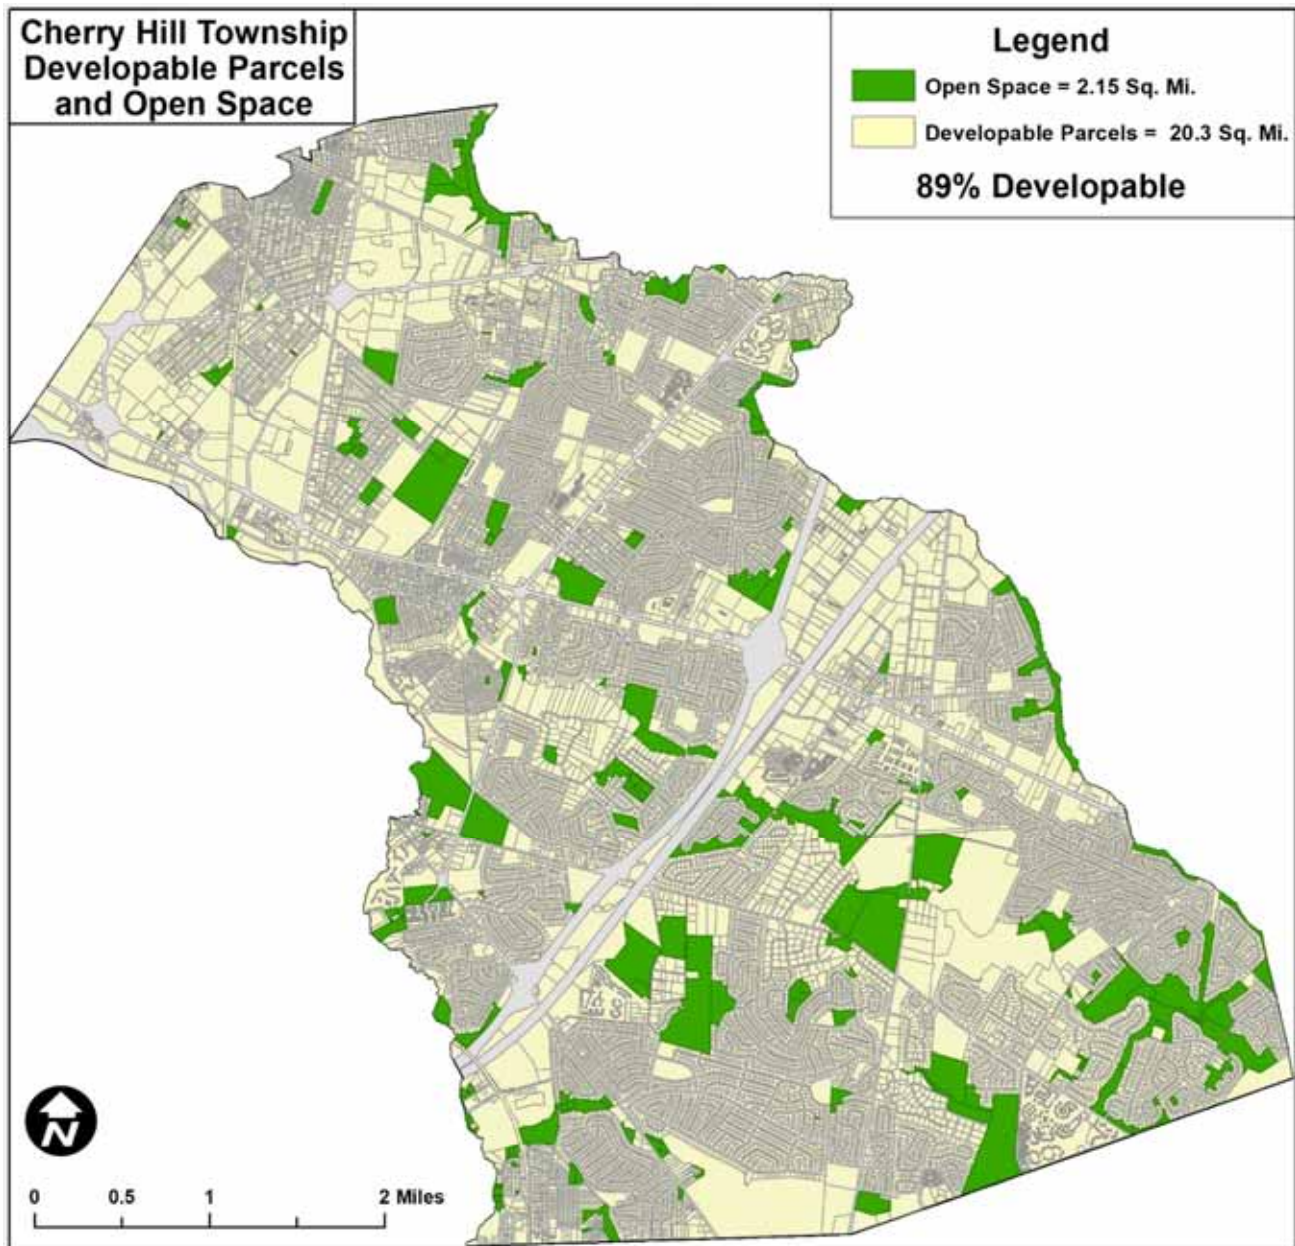 Cherry Hill Township
Developable Parcels
and Open Space
Legend
Open Space = 2.15 Sq. Mi.
Developable Parcels = 20.3 Sq. Mi.
89% Developable
N
0 0.5 1 2 Miles